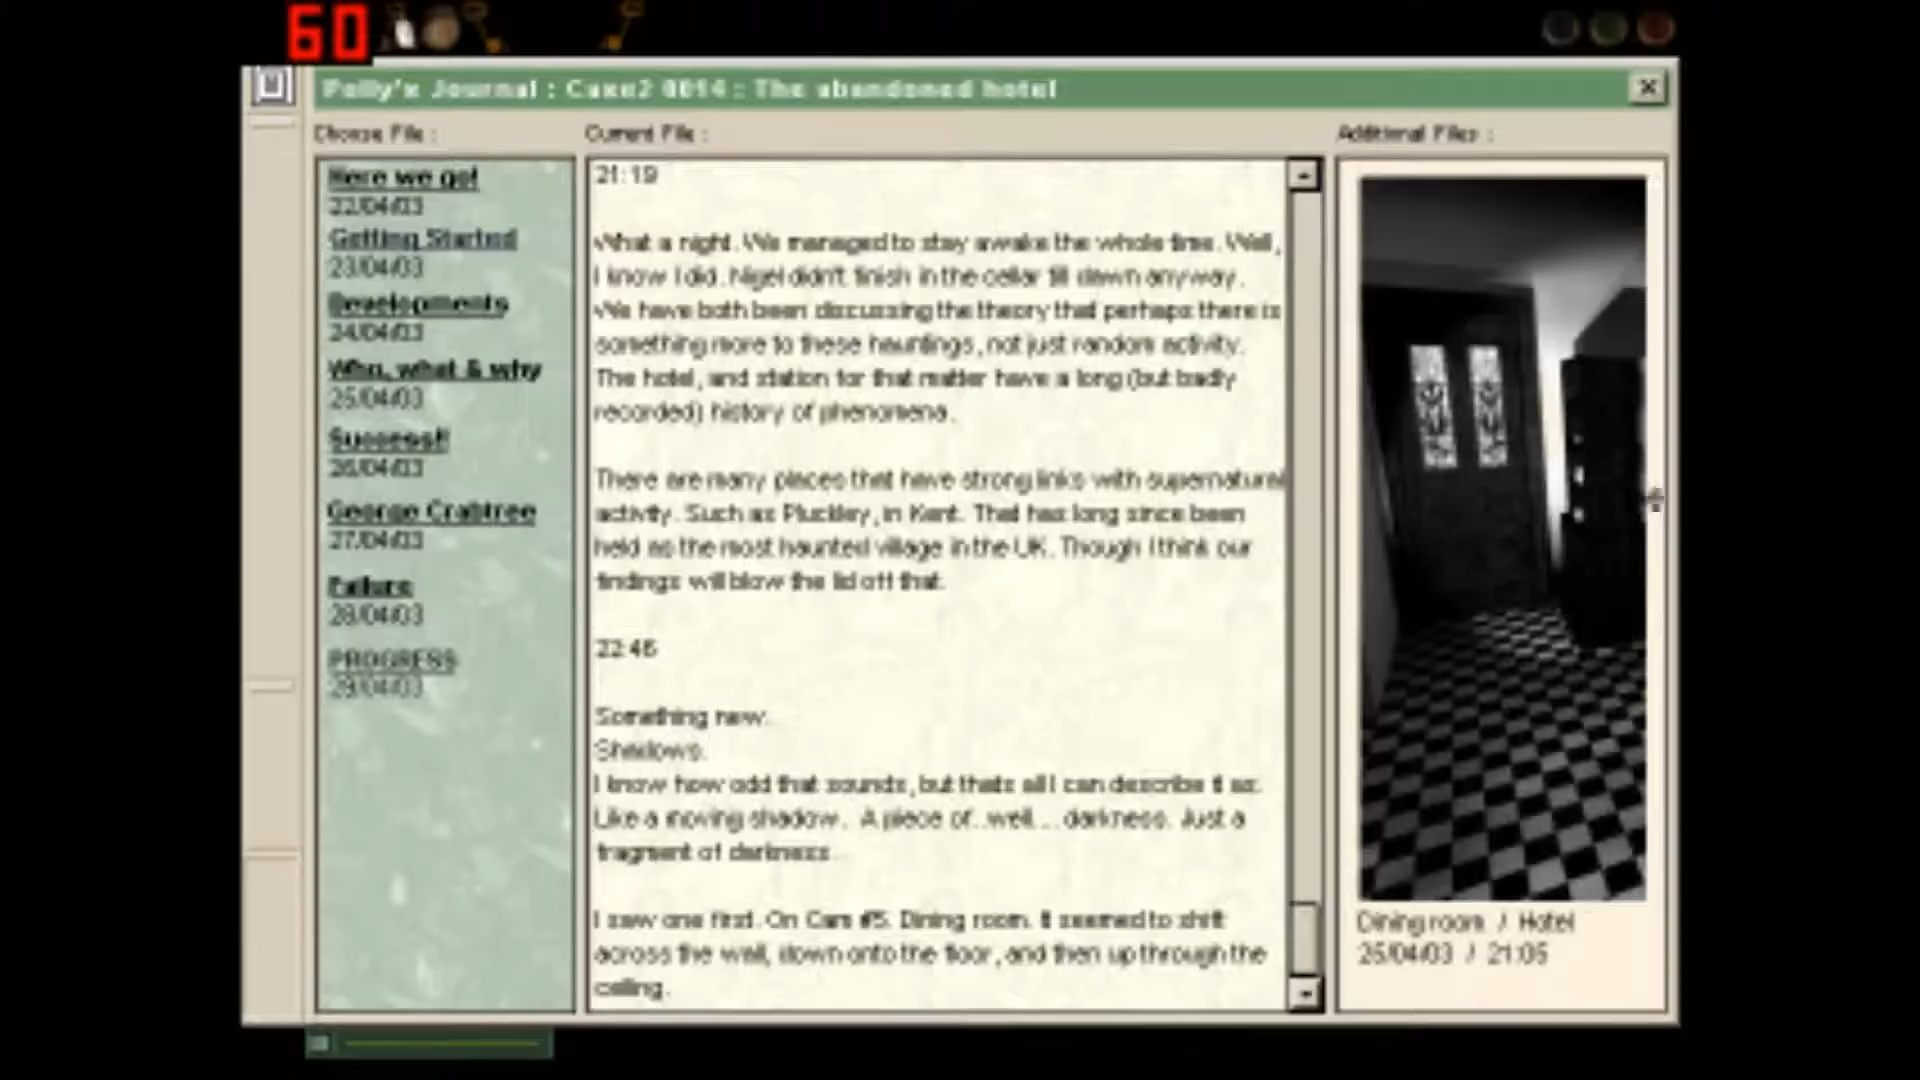 60
Polly's Journal : Case2 0014 : The abandoned hotel
Choose File :
Here we go!
22/04/03
Getting Started
23/04/03
Developments
24/04/03
Who, what & why
25/04/03
Success!!
26/04/03
George Crabtree
27/04/03
Failure
28/04/03
PROGRESS
29/04/03
Current File :
21:19
What a night. We managed to stay awake the whole time. Well,
I know I did. Nigel didn't finish in the cellar till dawn anyway.
We have both been discussing the theory that perhaps there is
something more to these hauntings, not just random activity.
The hotel, and station for that matter have a long (but badly
recorded) history of phenomena.
There are many places that have strong links with supernatural
activity. Such as Pluckley, in Kent. That has long since been
held as the most haunted village in the UK. Though I think our
findings will blow the lid off that.
22:46
Something new.
Shadows.
I know how odd that sounds, but thats all I can describe it as.
Like a moving shadow. A piece of..well....darkness. Just a
fragment of darkness.
I saw one first. On Cam #5. Dining room. It seemed to shift
across the wall, down onto the floor, and then up through the
ceiling.
Additional Files :
Dining room / Hotel
25/04/03 / 21:05